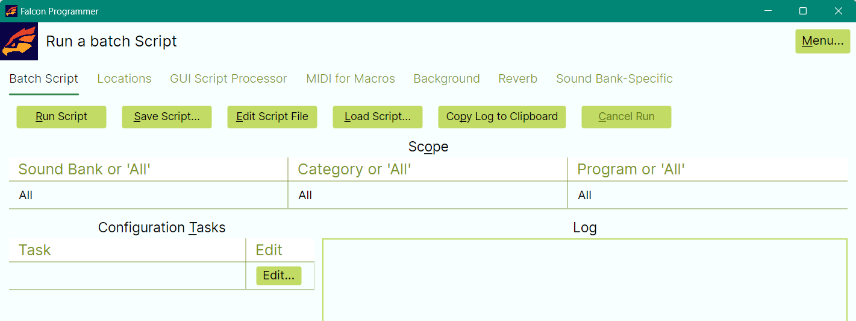 Falcon Programmer
Run a batch Script
Menu...
Batch Script Locations GUI Script Processor MIDI for Macros Background Reverb Sound Bank-Specific
Run Script Save Script... Edit Script File Load Script... Copy Log to Clipboard Cancel Run
Scope
Sound Bank or 'All' Category or 'All' Program or 'All'
All All All
Configuration Tasks Log
Task Edit
Edit...